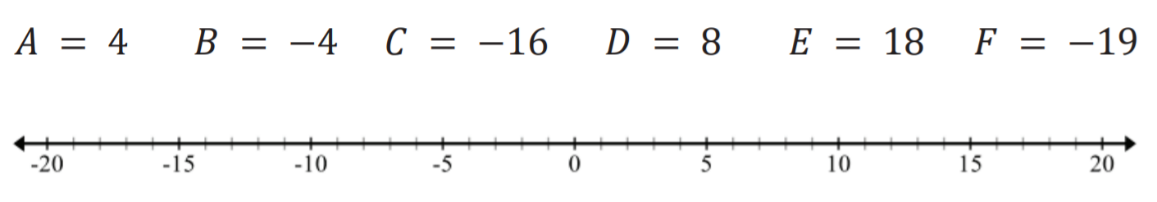 A = 4 B = −4 C = −16 D = 8 E = 18 F = −19
-20 -15 -10 -5 0 5 10 15 20